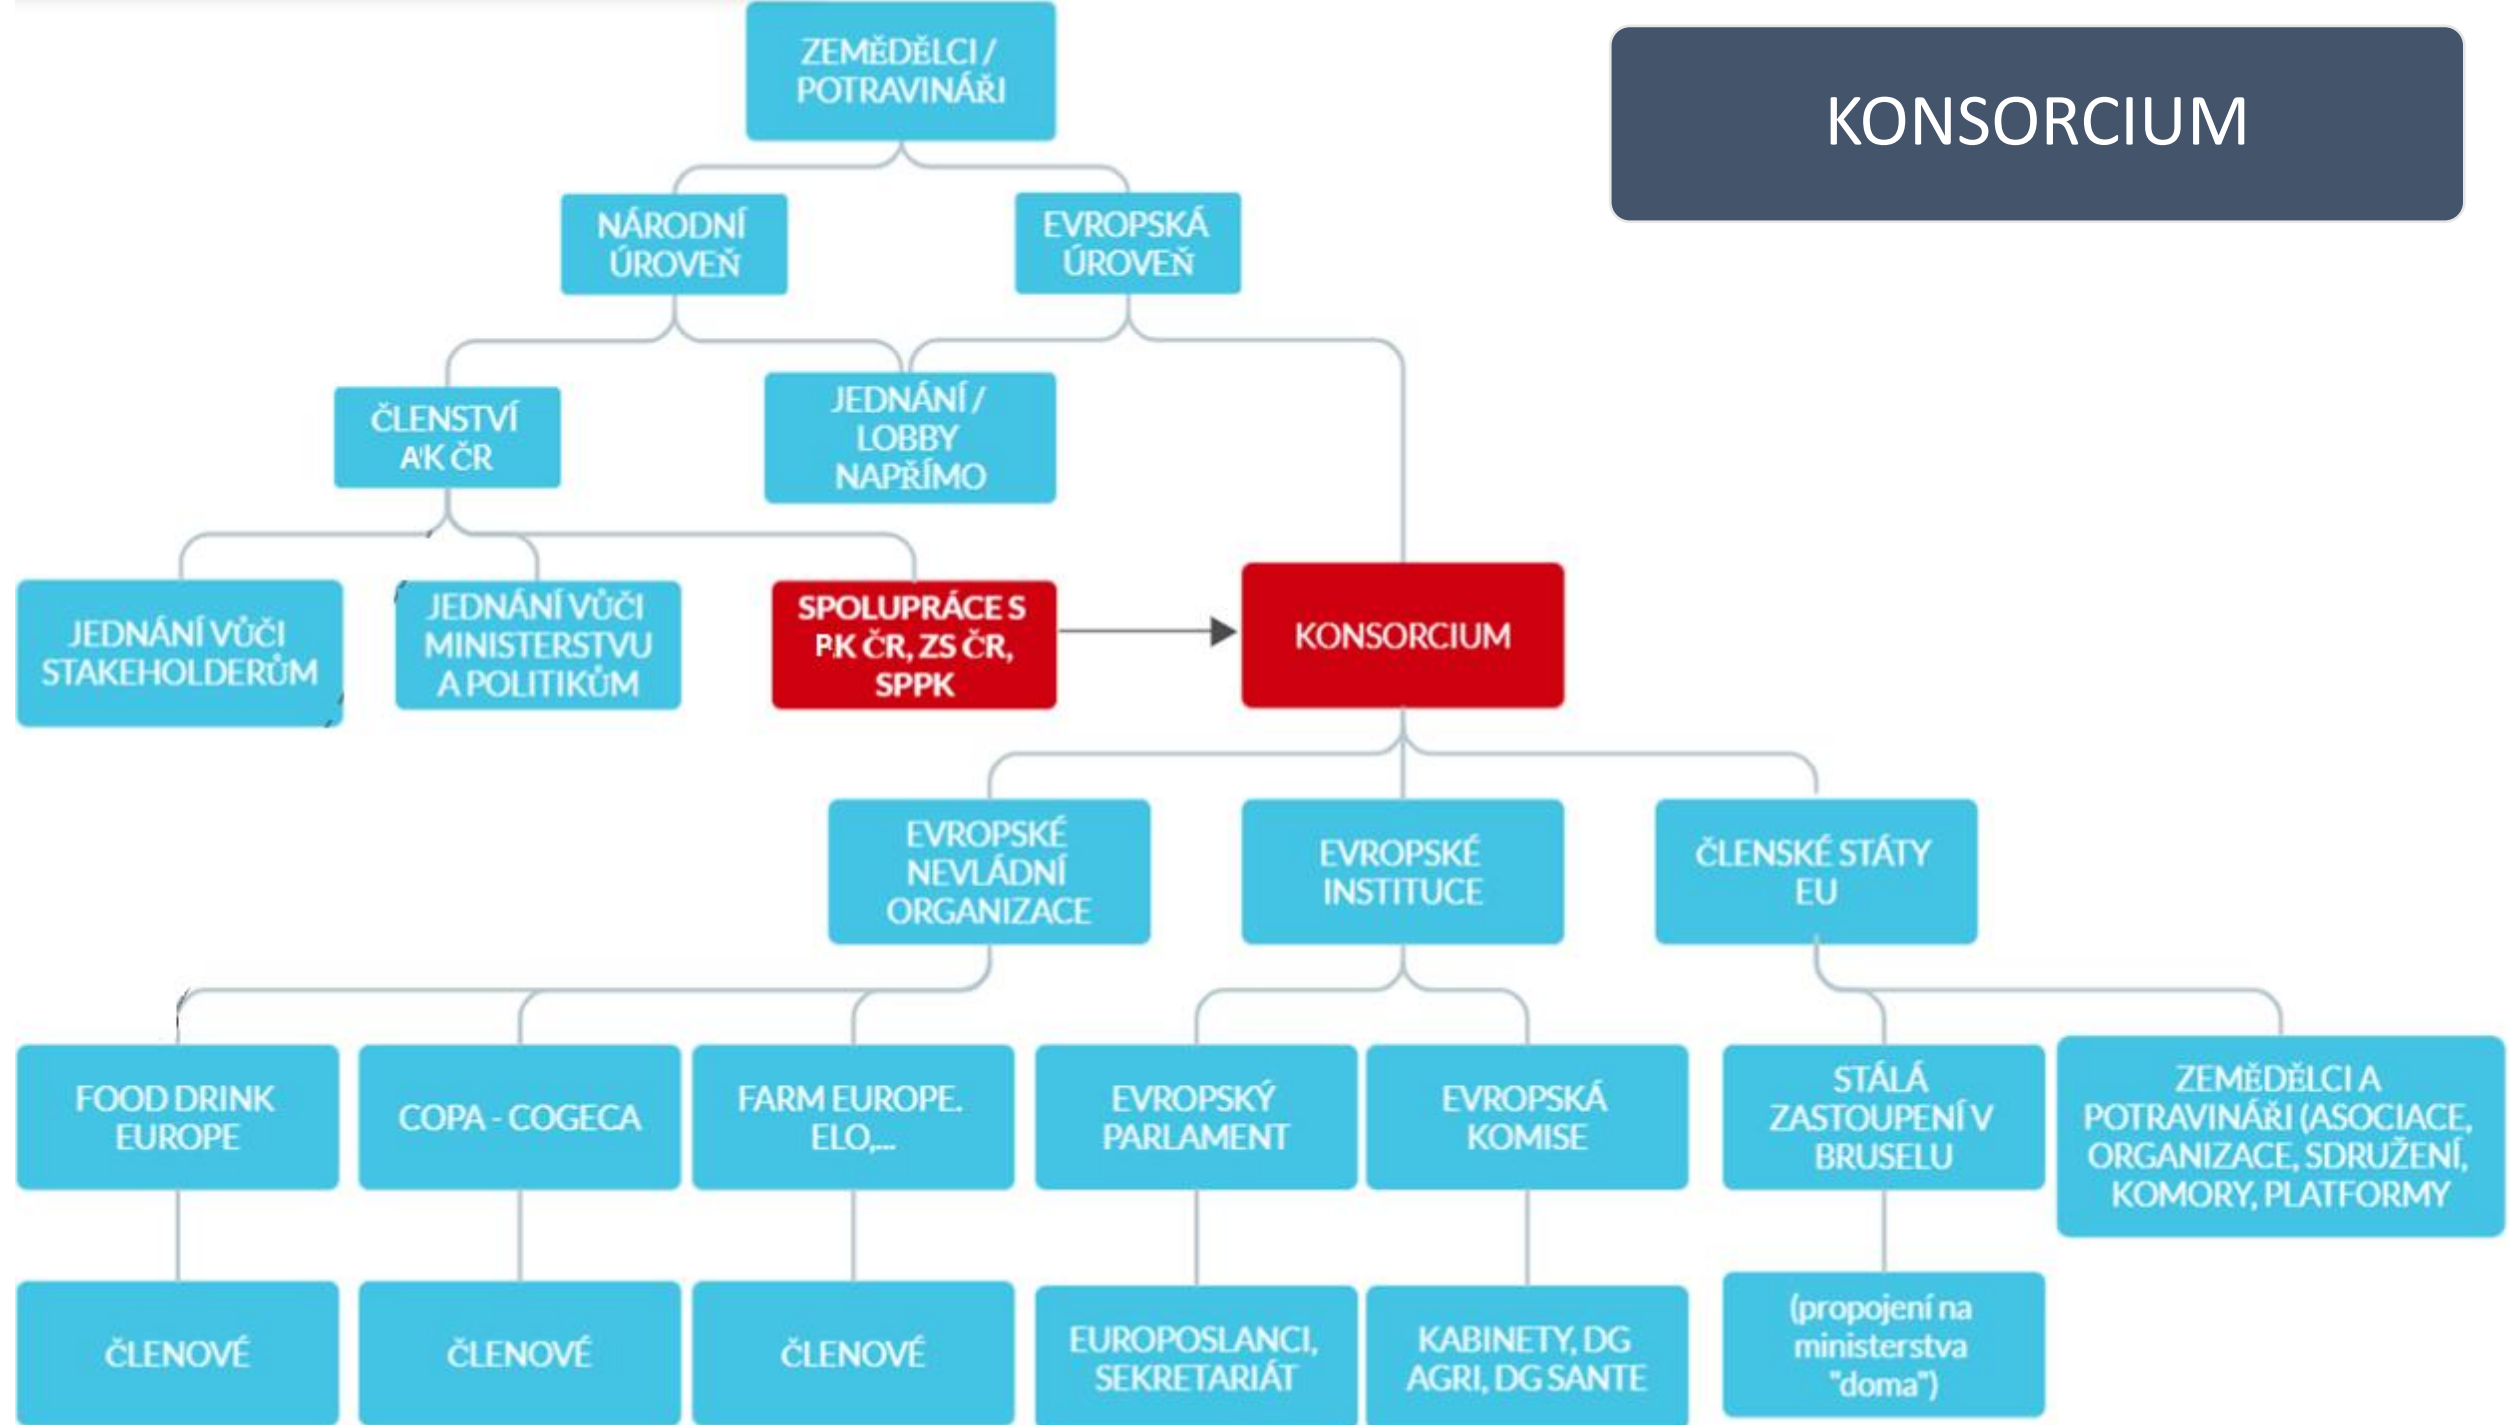 ZEMĚDĚLCI /
POTRAVINÁŘI
KONSORCIUM
NÁRODNÍ
ÚROVEŇ
EVROPSKÁ
ÚROVEŇ
ČLENSTVÍ
AK ČR
JEDNÁNÍ /
LOBBY
NAPŘÍMO
JEDNÁNÍ VŮČI
STAKEHOLDERŮM
JEDNÁNÍ VŮČI
MINISTERSTVU
A POLITIKŮM
SPOLUPRÁCE S
PK ČR, ZS ČR,
SPPK
KONSORCIUM
EVROPSKÉ
NEVLÁDNÍ
ORGANIZACE
EVROPSKÉ
INSTITUCE
ČLENSKÉ STÁTY
EU
FOOD DRINK
EUROPE
COPA - COGECA
FARM EUROPE.
ELO,...
EVROPSKÝ
PARLAMENT
EVROPSKÁ
KOMISE
STÁLÁ
ZASTOUPENÍ V
BRUSELU
ZEMĚDĚLCI A
POTRAVINÁŘI (ASOCIACE,
ORGANIZACE, SDRUŽENÍ,
KOMORY, PLATFORMY
ČLENOVÉ
ČLENOVÉ
ČLENOVÉ
EUROPOSLANCI,
SEKRETARIÁT
KABINETY, DG
AGRI, DG SANTE
(propojení na
ministerstva
"doma")